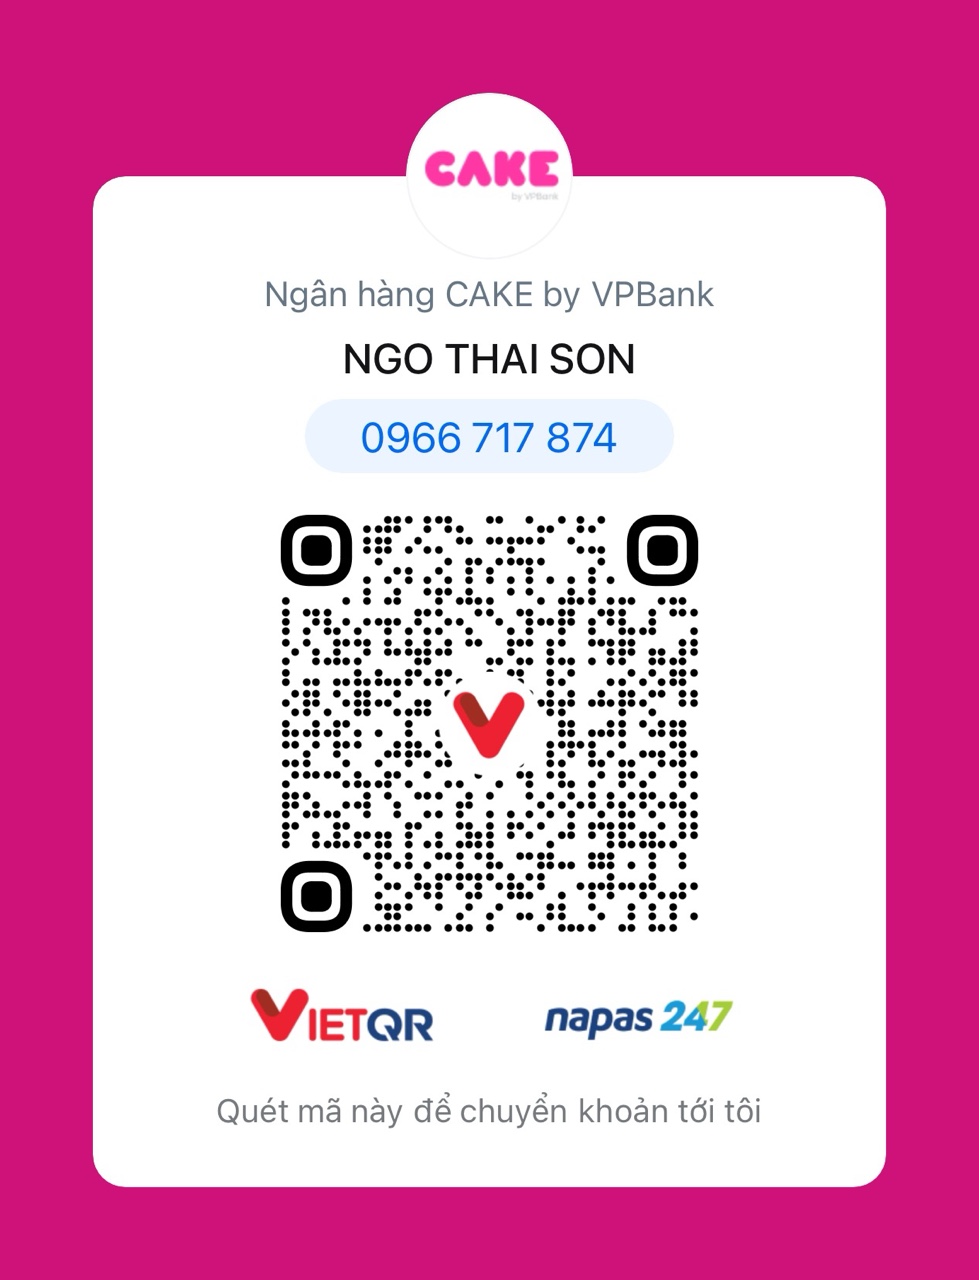 CAKE
by VPBank
Ngân hàng CAKE by VPBank
NGO THAI SON
0966 717 874
VIETQR
napas 247
Quét mã này để chuyển khoản tới tôi